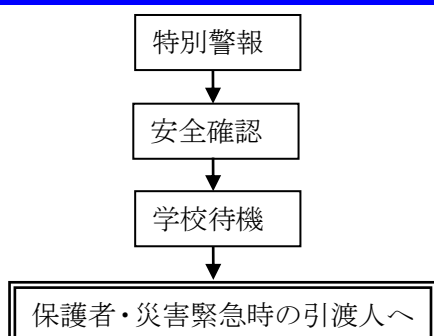 特別警報
安全確認
学校待機
保護者・災害緊急時の引渡人へ